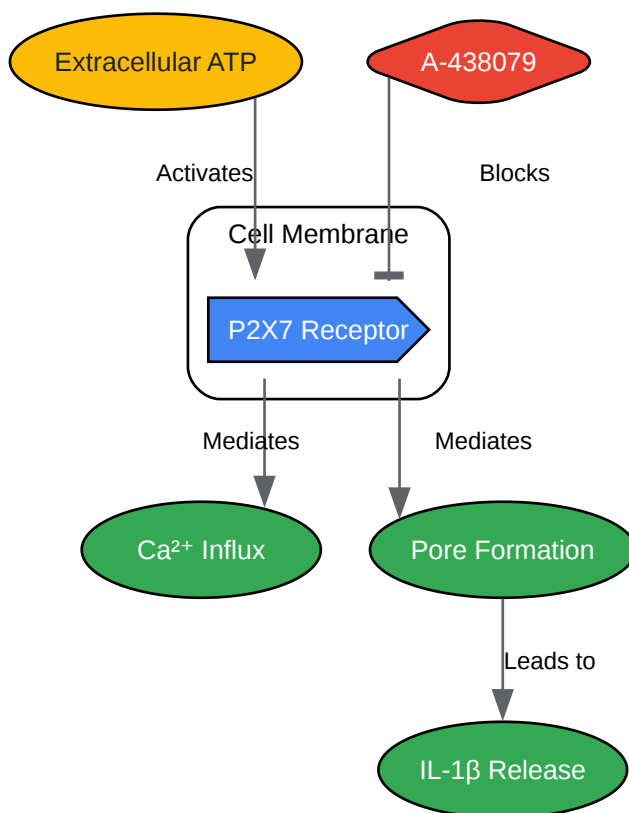 Extracellular ATP
A-438079
Activates
Blocks
Cell Membrane
P2X7 Receptor
Mediates
Mediates
Ca²⁺ Influx
Pore Formation
Leads to
IL-1β Release